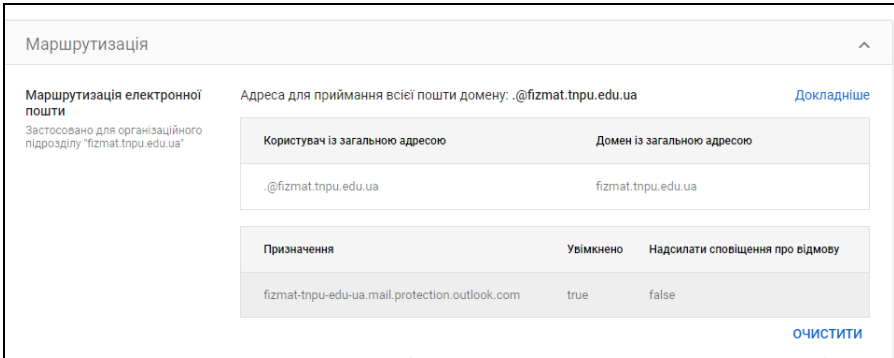 Маршрутизація
Маршрутизація електронної
пошти
Застосовано для організаційного
підрозділу "fizmat.tnpu.edu.ua"
Адреса для приймання всієї пошти домену: .@fizmat.tnpu.edu.ua
Докладніше
Користувач із загальною адресою
Домен із загальною адресою
.@fizmat.tnpu.edu.ua
fizmat.tnpu.edu.ua
Призначення
Увімкнено
Надсилати сповіщення про відмову
fizmat-tnpu-edu-ua.mail.protection.outlook.com
true
false
ОЧИСТИТИ